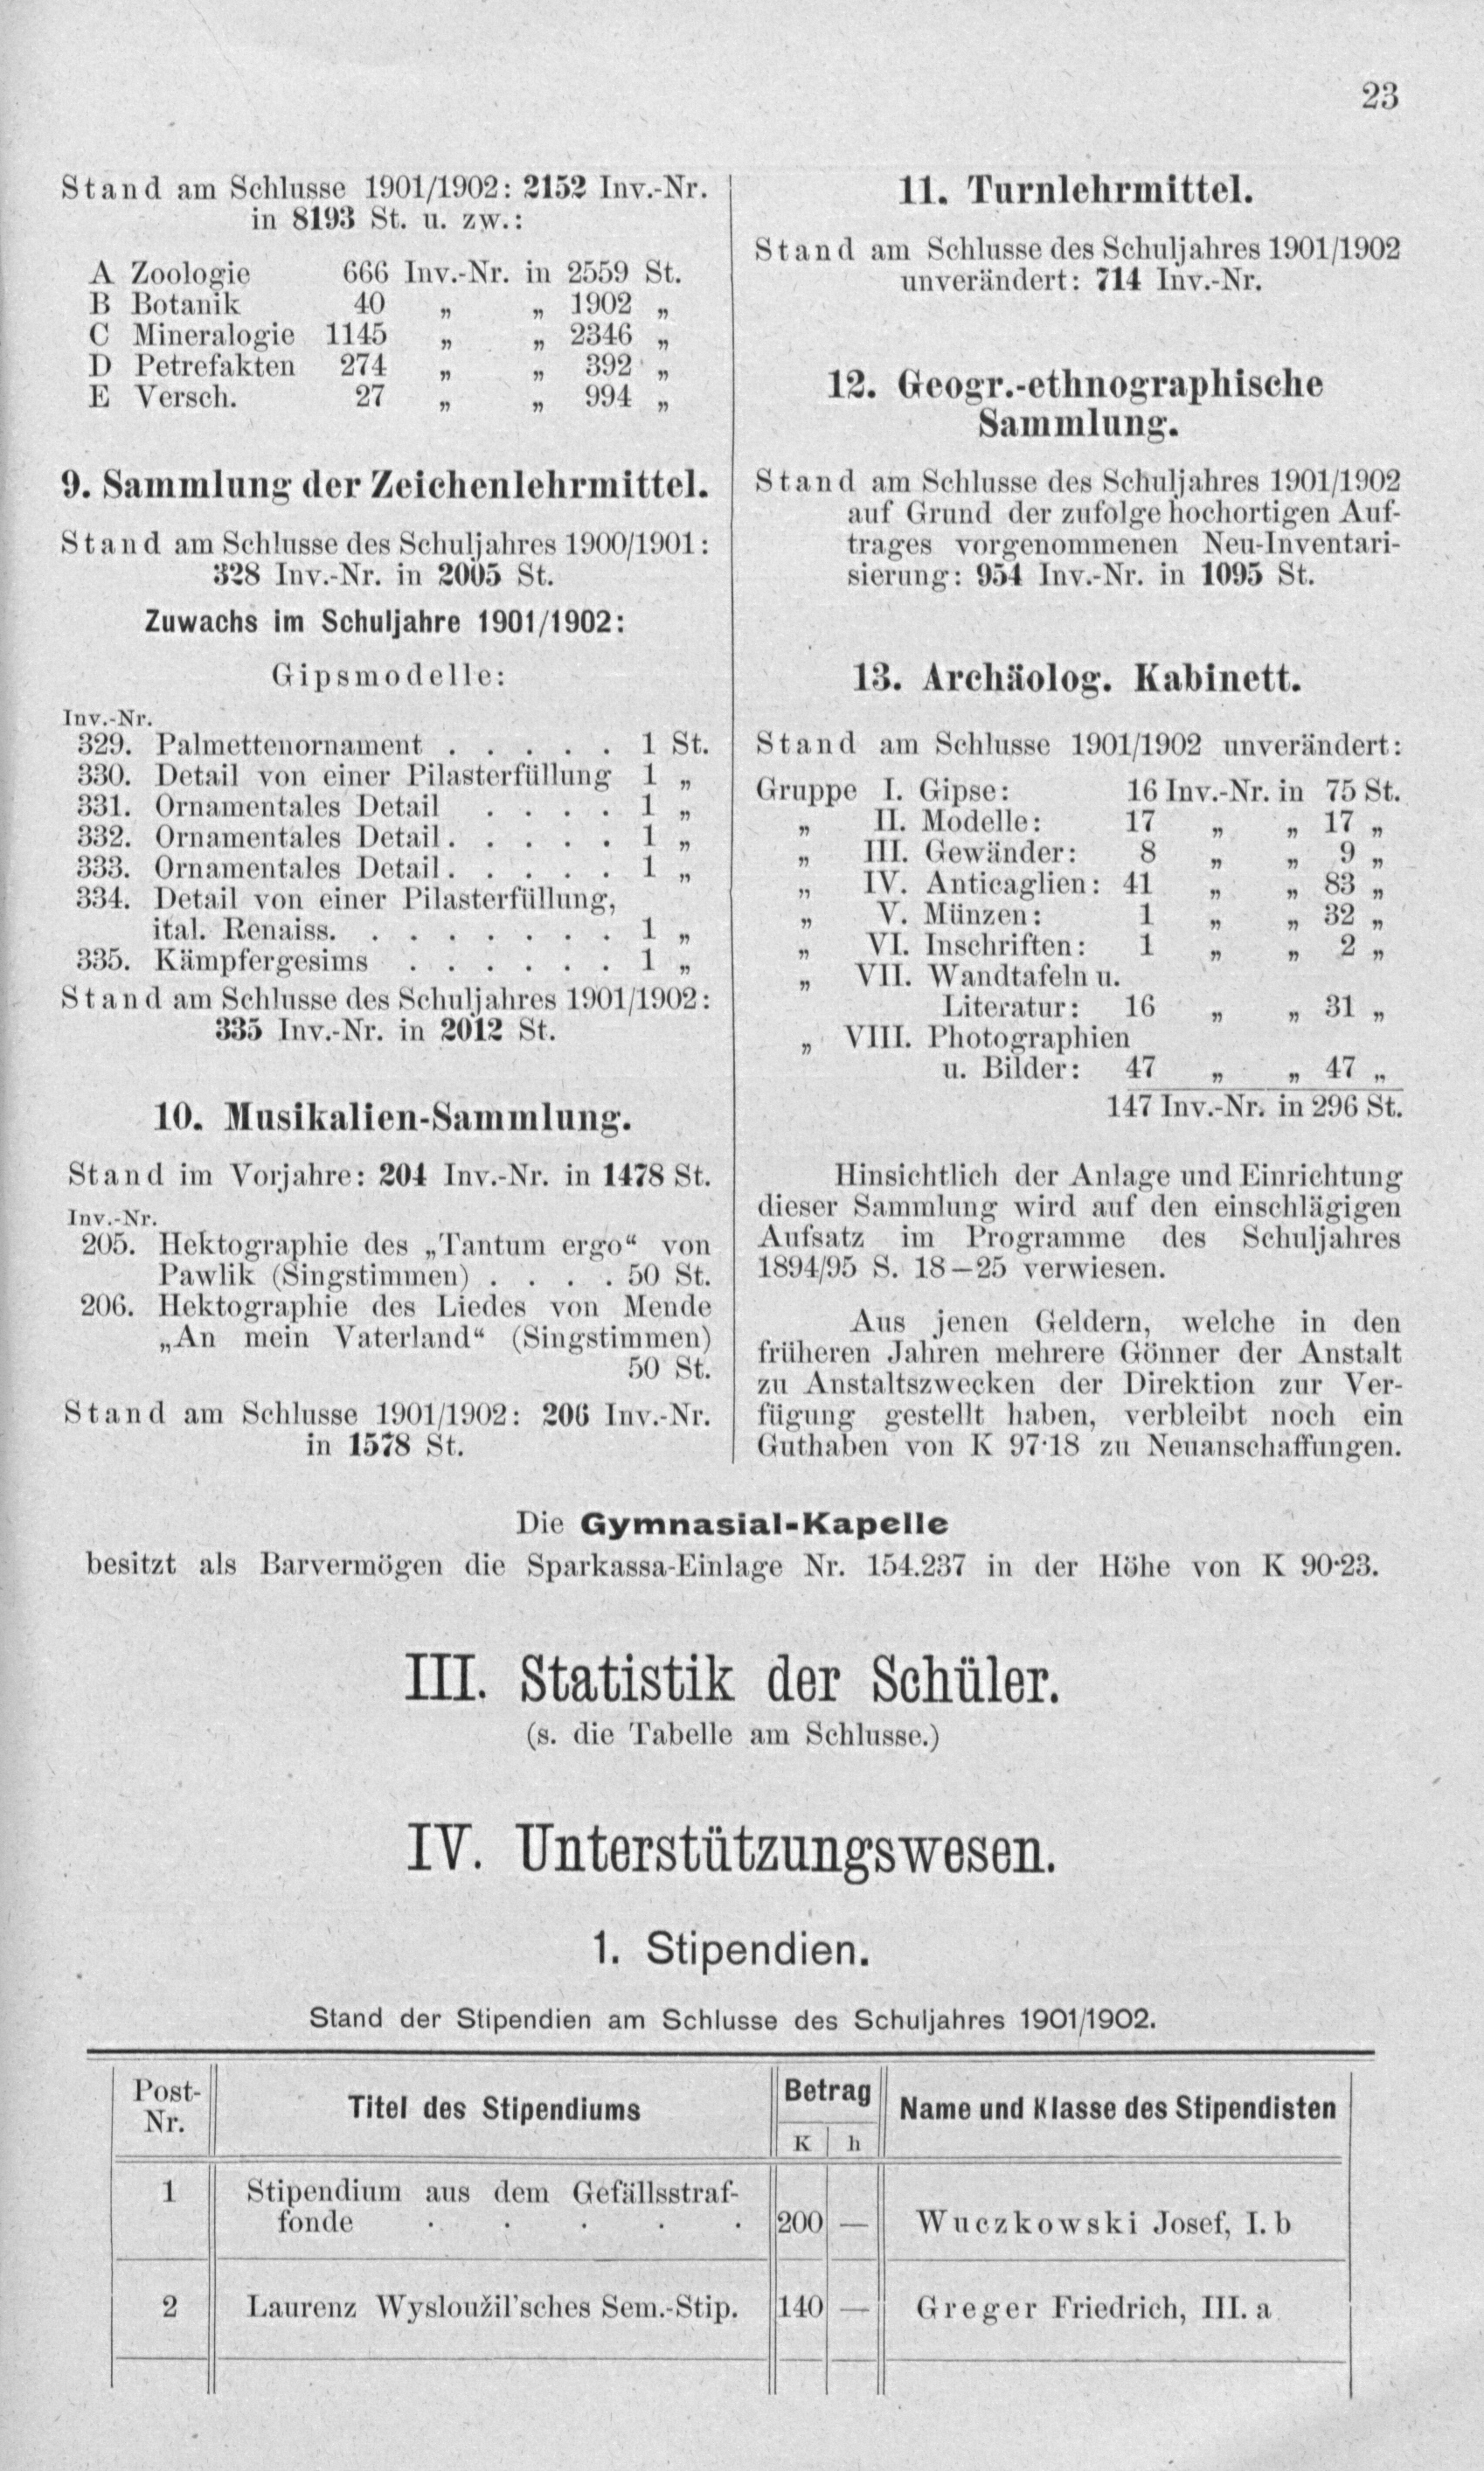 23
Stand am Schlusse 1901/1902: 2152 Inv.-Nr.
in 8193 St. u. zw.:
A Zoologie 666 Inv.-Nr. in 2559 St.
B Botanik 40 „ „ 1902 „
C Mineralogie 1145 „ „ 2346 „
D Petrefakten 274 „ „ 392 „
E Versch. 27 „ „ 994 „
9. Sammlung der Zeichenlehrmittel.
Stand am Schlusse des Schuljahres 1900/1901:
328 Inv.-Nr. in 2005 St.
Zuwachs im Schuljahre 1901/1902:
Gipsmodelle:
Inv.-Nr.
329. Palmettenornament . . . . . . 1 St.
330. Detail von einer Pilasterfüllung 1 „
331. Ornamentales Detail . . . . 1 „
332. Ornamentales Detail . . . . . 1 „
333. Ornamentales Detail . . . . . 1 „
334. Detail von einer Pilasterfüllung,
ital. Renaiss. . . . . . . . . 1 „
335. Kämpfergesims . . . . . . 1 „
Stand am Schlusse des Schuljahres 1901/1902:
335 Inv.-Nr. in 2012 St.
10. Musikalien-Sammlung.
Stand im Vorjahre: 204 Inv.-Nr. in 1478 St.
Inv.-Nr.
205. Hektographie des „Tantum ergo“ von
Pawlik (Singstimmen) . . . . 50 St.
206. Hektographie des Liedes von Mende
„An mein Vaterland“ (Singstimmen)
50 St.
Stand am Schlusse 1901/1902: 206 Inv.-Nr.
in 1578 St.
11. Turnlehrmittel.
Stand am Schlusse des Schuljahres 1901/1902
unverändert: 714 Inv.-Nr.
12. Geogr.-ethnographische
Sammlung.
Stand am Schlusse des Schuljahres 1901/1902
auf Grund der zufolge hochortigen Auf-
trages vorgenommenen Neu-Inventari-
sierung: 954 Inv.-Nr. in 1095 St.
13. Archäolog. Kabinett.
Stand am Schlusse 1901/1902 unverändert:
Gruppe I. Gipse: 16 Inv.-Nr. in 75 St.
„ II. Modelle: 17 „ „ 17 „
„ III. Gewänder: 8 „ „ 9 „
„ IV. Anticaglien: 41 „ „ 83 „
„ V. Münzen: 1 „ „ 32 „
„ VI. Inschriften: 1 „ „ 2 „
„ VII. Wandtafeln u.
Literatur: 16 „ „ 31 „
„ VIII. Photographien
u. Bilder: 47 „ „ 47 „
147 Inv.-Nr. in 296 St.
Hinsichtlich der Anlage und Einrichtung
dieser Sammlung wird auf den einschlägigen
Aufsatz im Programme des Schuljahres
1894/95 S. 18–25 verwiesen.
Aus jenen Geldern, welche in den
früheren Jahren mehrere Gönner der Anstalt
zu Anstaltszwecken der Direktion zur Ver-
fügung gestellt haben, verbleibt noch ein
Guthaben von K 97·18 zu Neuanschaffungen.
Die Gymnasial-Kapelle
besitzt als Barvermögen die Sparkassa-Einlage Nr. 154.237 in der Höhe von K 90·23.
III. Statistik der Schüler.
(s. die Tabelle am Schlusse.)
IV. Unterstützungswesen.
1. Stipendien.
Stand der Stipendien am Schlusse des Schuljahres 1901/1902.
Post-
Nr.
Titel des Stipendiums
Betrag
K h
Name und Klasse des Stipendisten
1 Stipendium aus dem Gefällsstraf-
fonde . . . . . 200 — Wuczkowski Josef, I. b
2 Laurenz Wysloužil'sches Sem.-Stip. 140 — Greger Friedrich, III. a